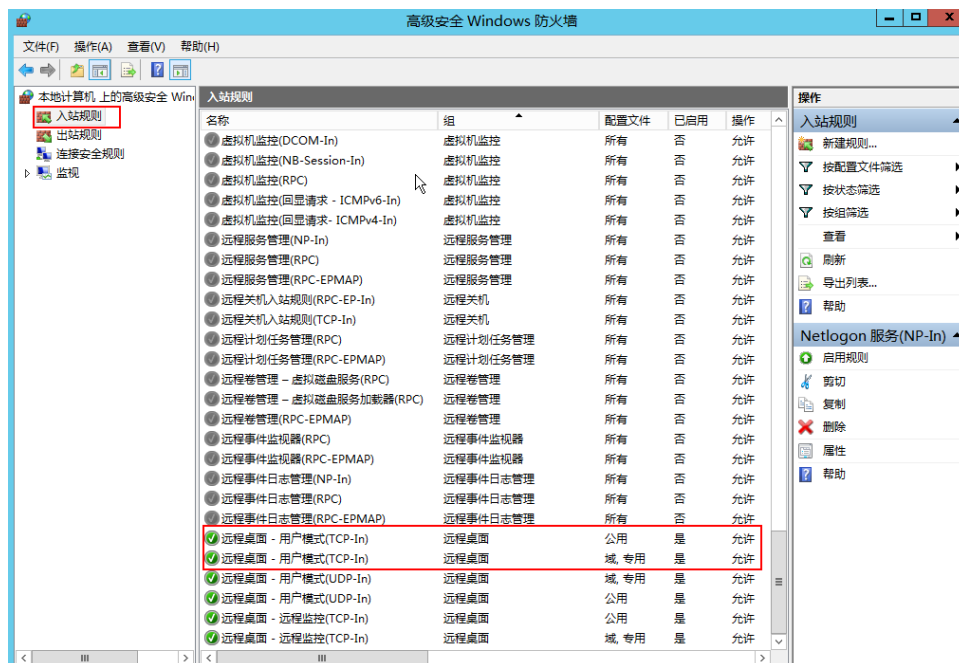 高级安全 Windows 防火墙
文件(F) 操作(A) 查看(V) 帮助(H)
本地计算机 上的高级安全 Win
入站规则
出站规则
连接安全规则
监视
入站规则
名称 组 配置文件 已启用 操作
虚拟机监控(DCOM-In) 虚拟机监控 所有 否 允许
虚拟机监控(NB-Session-In) 虚拟机监控 所有 否 允许
虚拟机监控(RPC) 虚拟机监控 所有 否 允许
虚拟机监控(回显请求 - ICMPv6-In) 虚拟机监控 所有 否 允许
虚拟机监控(回显请求- ICMPv4-In) 虚拟机监控 所有 否 允许
远程服务管理(NP-In) 远程服务管理 所有 否 允许
远程服务管理(RPC) 远程服务管理 所有 否 允许
远程服务管理(RPC-EPMAP) 远程服务管理 所有 否 允许
远程关机入站规则(RPC-EP-In) 远程关机 所有 否 允许
远程关机入站规则(TCP-In) 远程关机 所有 否 允许
远程计划任务管理(RPC) 远程计划任务管理 所有 否 允许
远程计划任务管理(RPC-EPMAP) 远程计划任务管理 所有 否 允许
远程卷管理 – 虚拟磁盘服务(RPC) 远程卷管理 所有 否 允许
远程卷管理 – 虚拟磁盘服务加载器(RPC) 远程卷管理 所有 否 允许
远程卷管理(RPC-EPMAP) 远程卷管理 所有 否 允许
远程事件监视器(RPC) 远程事件监视器 所有 否 允许
远程事件监视器(RPC-EPMAP) 远程事件监视器 所有 否 允许
远程事件日志管理(NP-In) 远程事件日志管理 所有 否 允许
远程事件日志管理(RPC) 远程事件日志管理 所有 否 允许
远程事件日志管理(RPC-EPMAP) 远程事件日志管理 所有 否 允许
远程桌面 - 用户模式(TCP-In) 远程桌面 公用 是 允许
远程桌面 - 用户模式(TCP-In) 远程桌面 域, 专用 是 允许
远程桌面 - 用户模式(UDP-In) 远程桌面 域, 专用 是 允许
远程桌面 - 用户模式(UDP-In) 远程桌面 公用 是 允许
远程桌面 - 远程监控(TCP-In) 远程桌面 公用 是 允许
远程桌面 - 远程监控(TCP-In) 远程桌面 域, 专用 是 允许
操作
入站规则
新建规则...
按配置文件筛选
按状态筛选
按组筛选
查看
刷新
导出列表...
帮助
Netlogon 服务(NP-In)
启用规则
剪切
复制
删除
属性
帮助